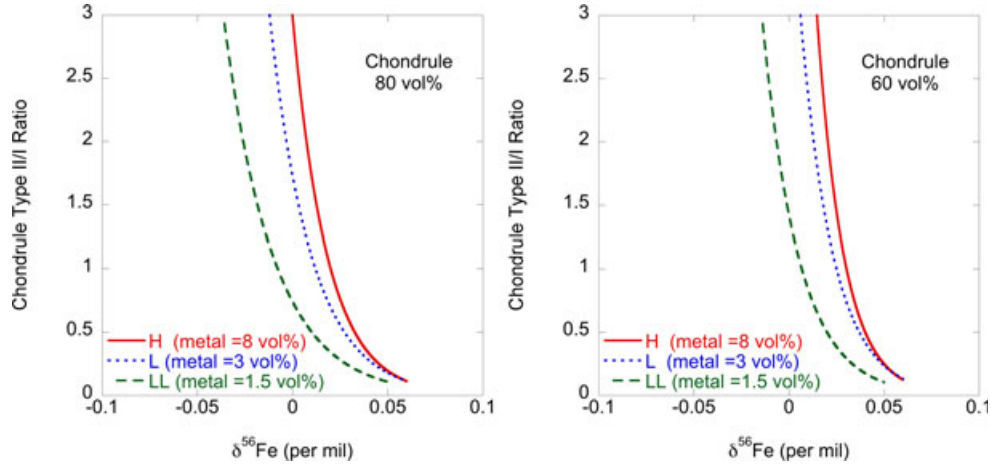 Chondrule Type II/I Ratio
3
2.5
2
1.5
1
0.5
0
Chondrule
80 vol%
H (metal =8 vol%)
L (metal =3 vol%)
LL (metal =1.5 vol%)
-0.1
-0.05
0
0.05
0.1
δ⁵⁶Fe (per mil)
Chondrule Type II/I Ratio
3
2.5
2
1.5
1
0.5
0
Chondrule
60 vol%
H (metal =8 vol%)
L (metal =3 vol%)
LL (metal =1.5 vol%)
-0.1
-0.05
0
0.05
0.1
δ⁵⁶Fe (per mil)